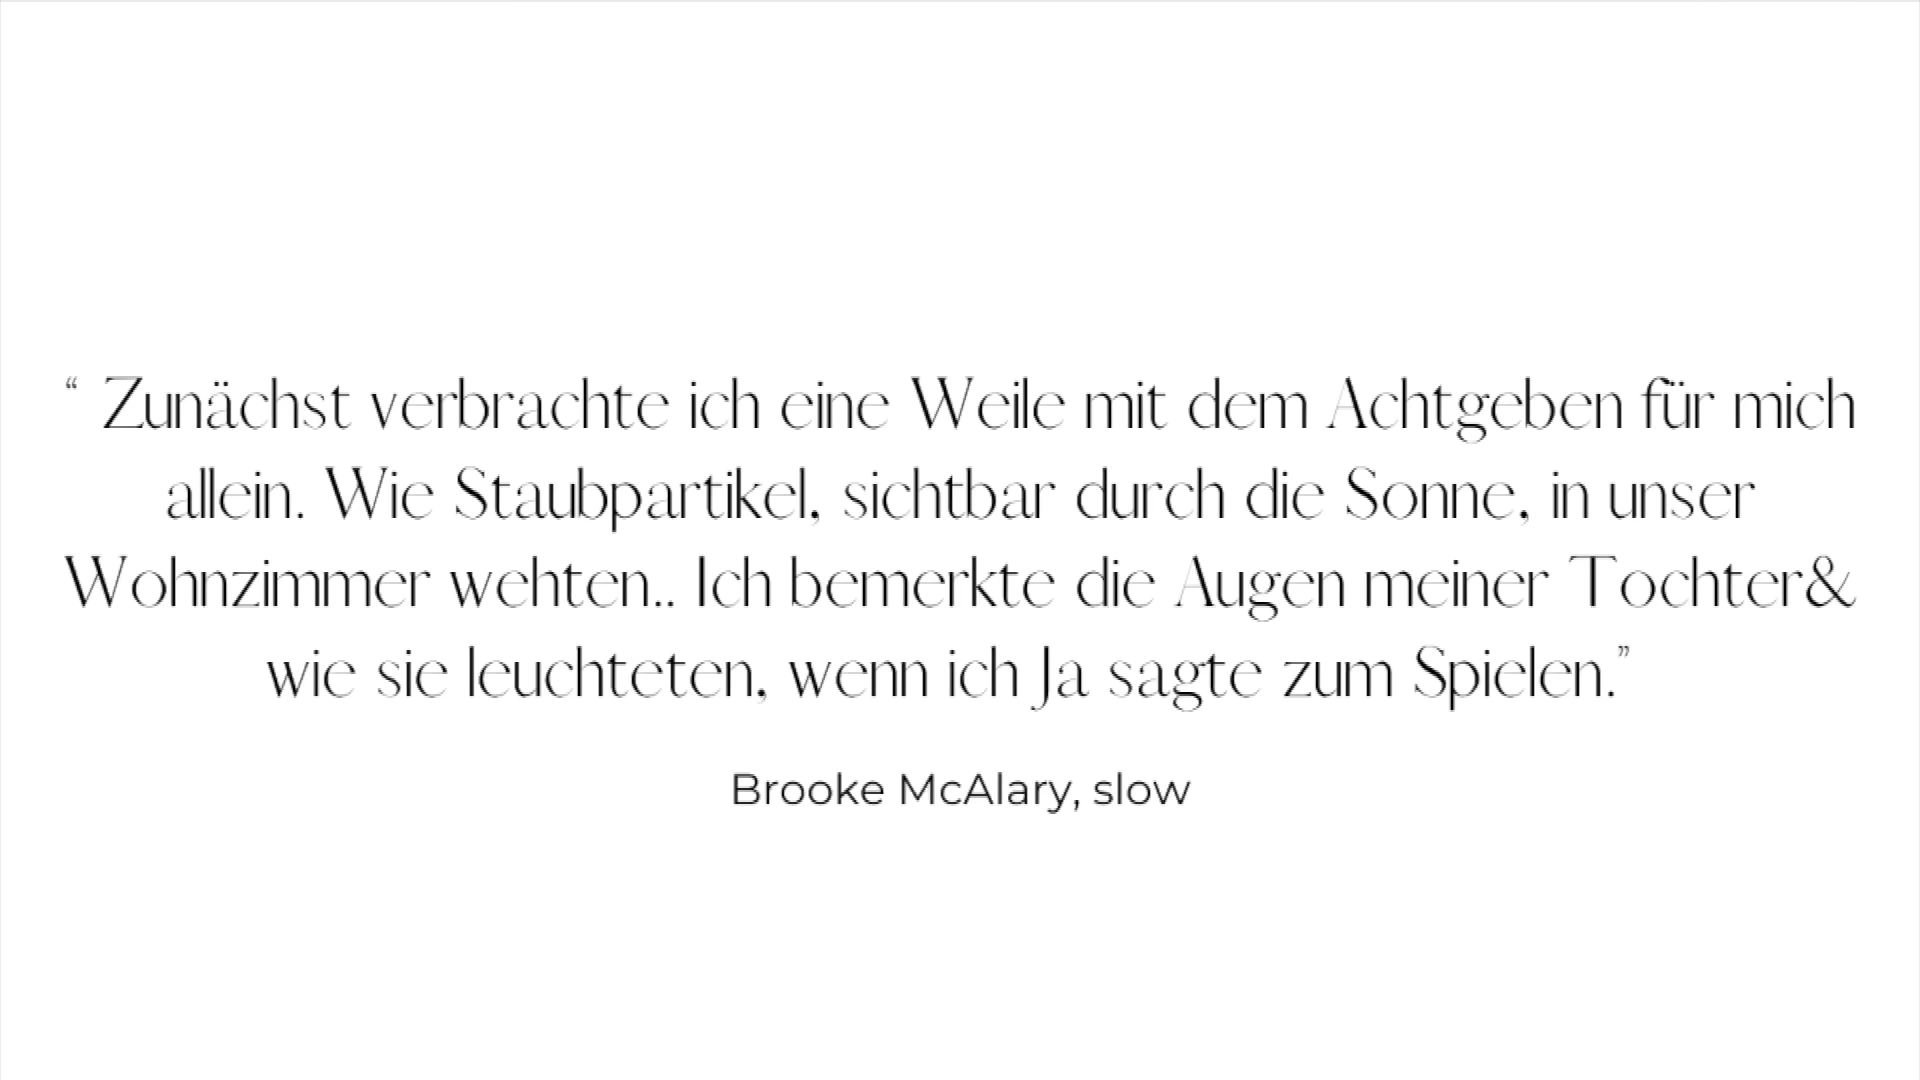 “ Zunächst verbrachte ich eine Weile mit dem Achtgeben für mich
allein. Wie Staubpartikel, sichtbar durch die Sonne, in unser
Wohnzimmer wehten.. Ich bemerkte die Augen meiner Tochter&
wie sie leuchteten, wenn ich Ja sagte zum Spielen.”
Brooke McAlary, slow